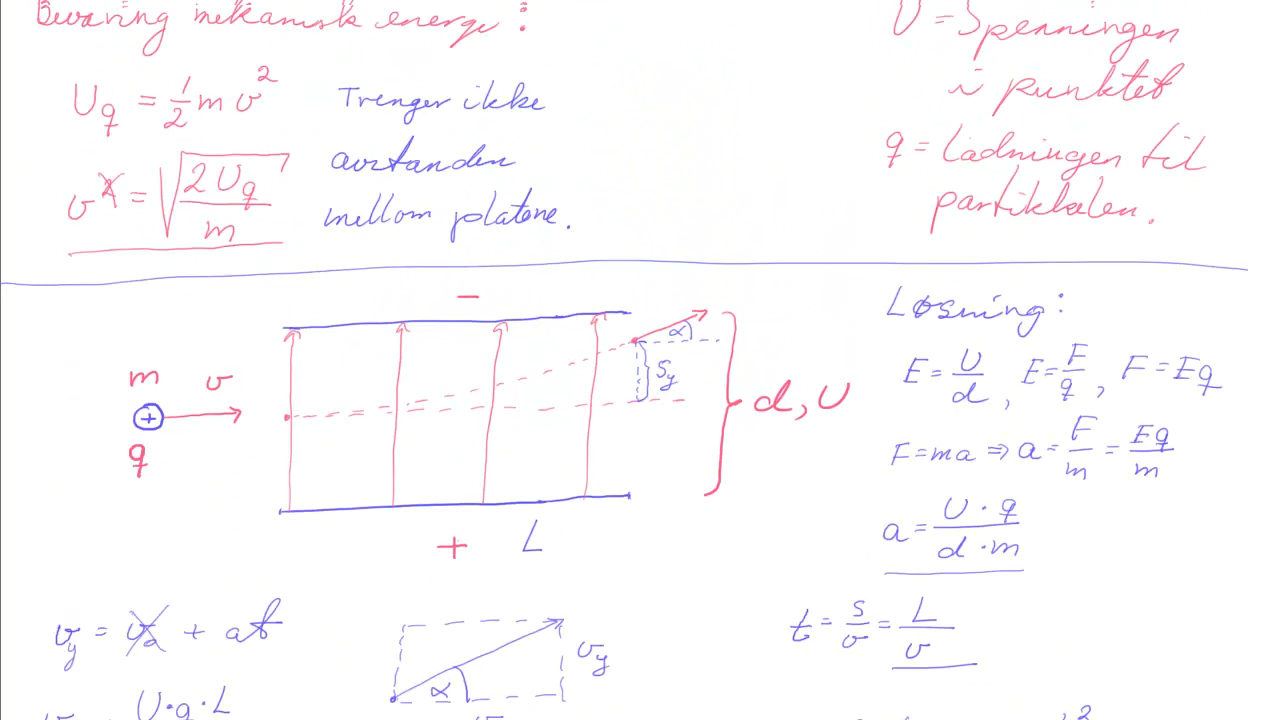 Bevaring mekanisk energi:
Uq = 1/2 m v²
v = √(2Uq/m)
Trenger ikke
avstanden
mellom platene.
U = Spenningen
i punktet
q = Ladningen til
partikkelen.
−
m
v
+
q
α
Sy
d, U
+
L
Løsning:
E = U/d, E = F/q, F = Eq
F = ma ⇒ a = F/m = Eq/m
a = U · q / d · m
t = s/v = L/v
vy = + at
α
vy
U·q·L